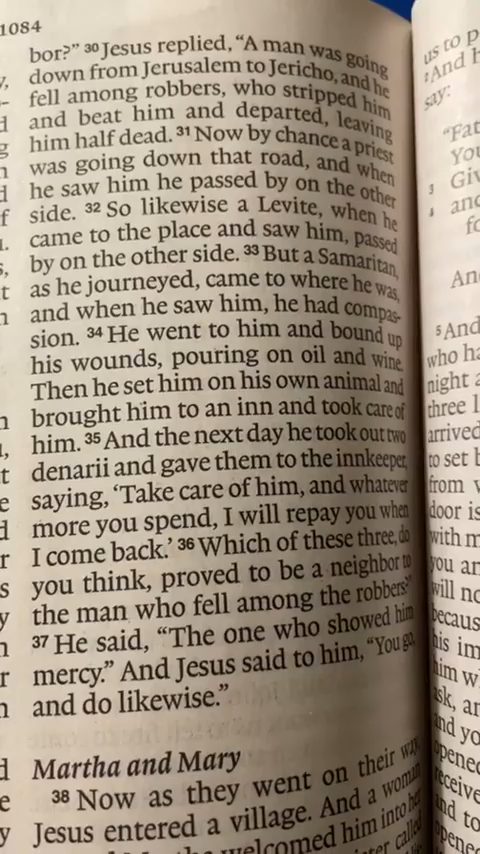 1084
bor?” 30 Jesus replied, “A man was going
down from Jerusalem to Jericho, and he
fell among robbers, who stripped him
and beat him and departed, leaving
him half dead. 31 Now by chance a priest
was going down that road, and when
he saw him he passed by on the other
side. 32 So likewise a Levite, when he
came to the place and saw him, passed
by on the other side. 33 But a Samaritan,
as he journeyed, came to where he was,
and when he saw him, he had compas-
sion. 34 He went to him and bound up
his wounds, pouring on oil and wine.
Then he set him on his own animal and
brought him to an inn and took care of
him. 35 And the next day he took out two
denarii and gave them to the innkeeper,
saying, ‘Take care of him, and whatever
more you spend, I will repay you when
I come back.’ 36 Which of these three, do
you think, proved to be a neighbor to
the man who fell among the robbers?”
37 He said, “The one who showed him
mercy.” And Jesus said to him, “You go,
and do likewise.”
Martha and Mary
38 Now as they went on their way,
Jesus entered a village. And a woman
welcomed him into her
called
us to p
2 And h
say:
“Fat
You
3 Giv
4 and
fo
An
5 And
who ha
night a
three l
arrived
to set b
from
door is
with m
you an
will no
becaus
his im
him w
ask, an
and yo
opened
receive
and to
opened